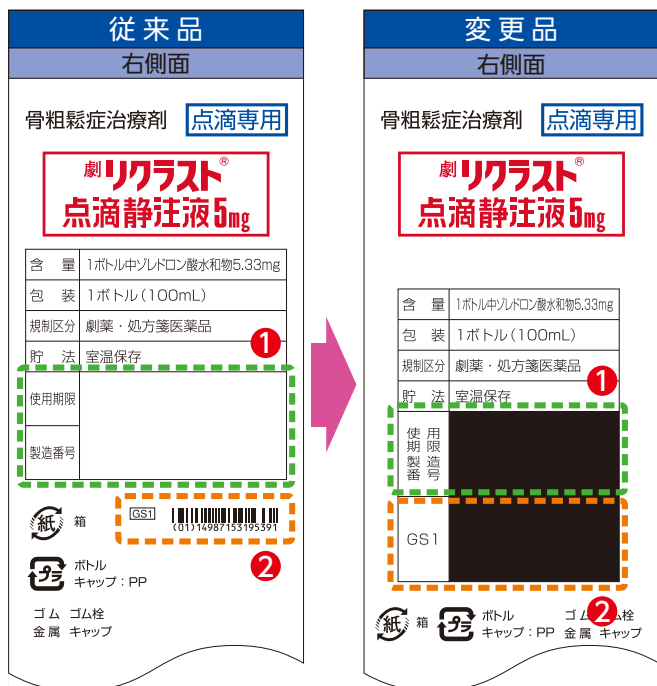 従来品
右側面
骨粗鬆症治療剤 点滴専用
劇 リクラスト®
点滴静注液5mg
含 量 1ボトル中ゾレドロン酸水和物5.33mg
包 装 1ボトル(100mL)
規制区分 劇薬・処方箋医薬品
貯 法 室温保存
1
使用期限
製造番号
紙 箱
GS1
(01)14987153195391
2
プラ ボトル
キャップ:PP
ゴム ゴム栓
金属 キャップ
変更品
右側面
骨粗鬆症治療剤 点滴専用
劇 リクラスト®
点滴静注液5mg
含 量 1ボトル中ゾレドロン酸水和物5.33mg
包 装 1ボトル(100mL)
規制区分 劇薬・処方箋医薬品
貯 法 室温保存
1
使用
期限
製造
番号
GS1
2
紙 箱 プラ ボトル ゴム 栓
キャップ:PP 金属 キャップ